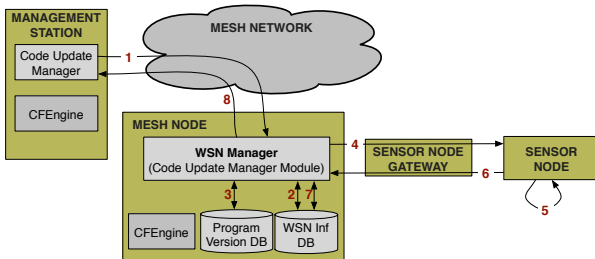 MANAGEMENT
STATION
Code Update
Manager
CFEngine
1
MESH NETWORK
8
MESH NODE
WSN Manager
(Code Update Manager Module)
3
2
7
CFEngine
Program
Version DB
WSN Inf
DB
4
SENSOR NODE
GATEWAY
6
SENSOR
NODE
5